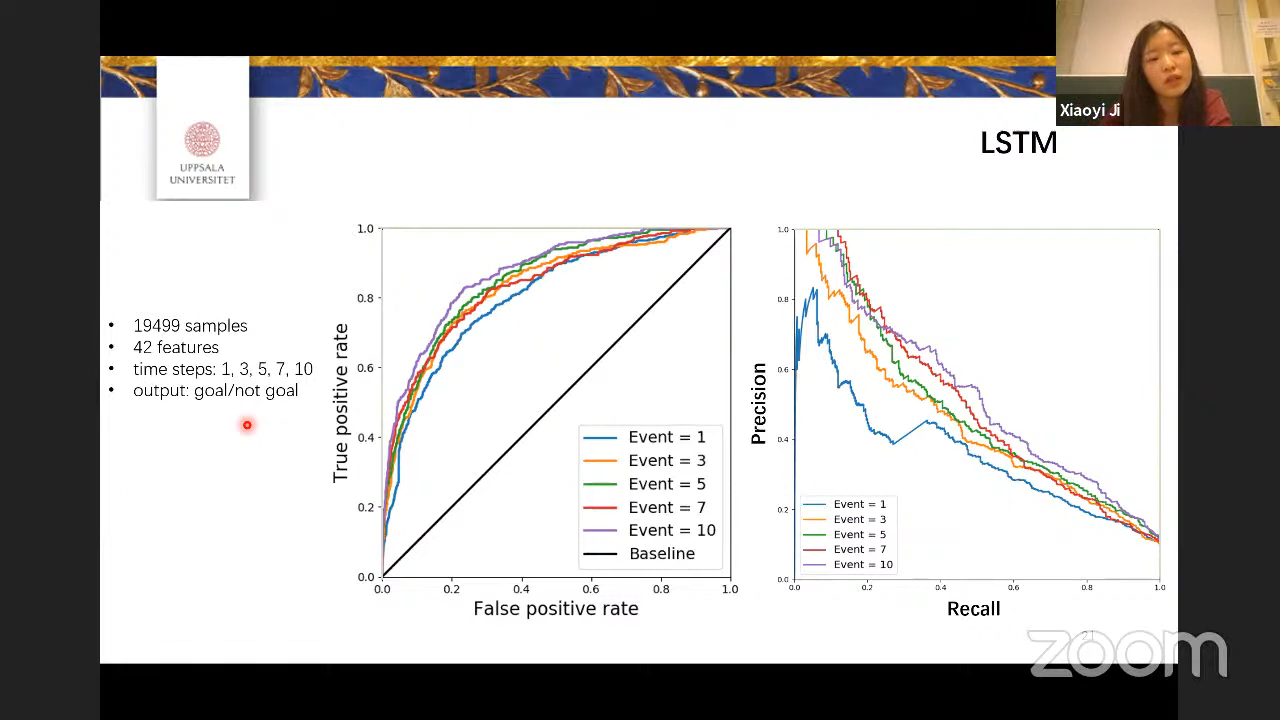 Xiaoyi Ji
LSTM
UPPSALA
UNIVERSITET
• 19499 samples
• 42 features
• time steps: 1, 3, 5, 7, 10
• output: goal/not goal
True positive rate
1.0
0.8
0.6
0.4
0.2
0.0
0.0 0.2 0.4 0.6 0.8 1.0
False positive rate
Event = 1
Event = 3
Event = 5
Event = 7
Event = 10
Baseline
Precision
1.0
0.8
0.6
0.4
0.2
0.0
0.0 0.2 0.4 0.6 0.8 1.0
Recall
Event = 1
Event = 3
Event = 5
Event = 7
Event = 10
21
zoom